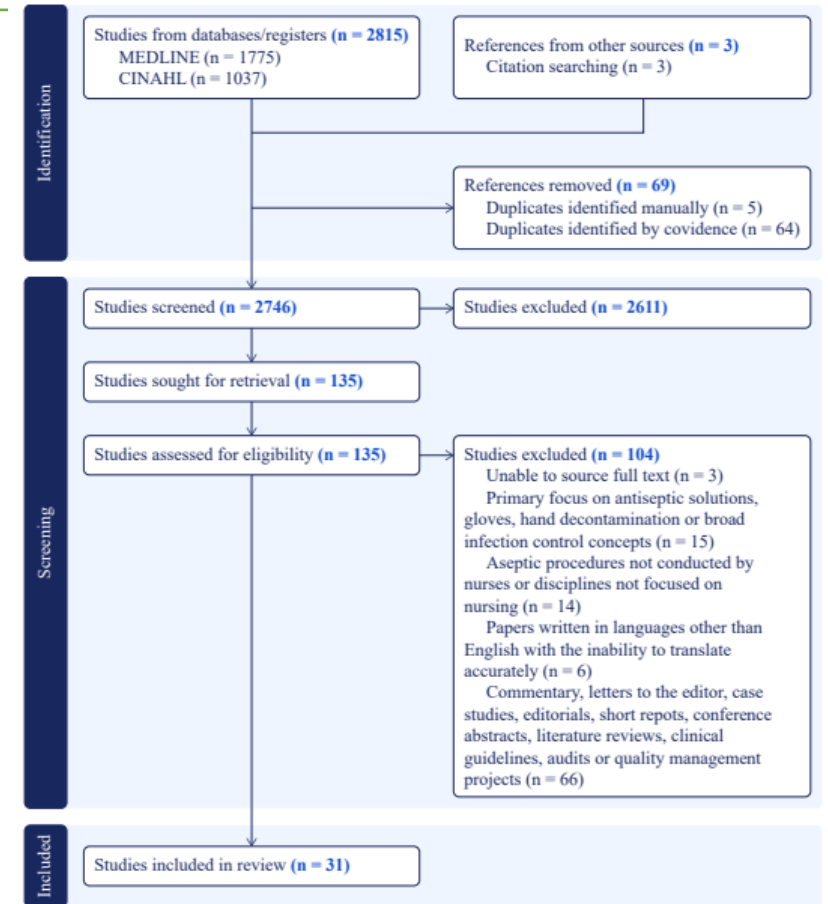 Identification
Studies from databases/registers (n = 2815)
MEDLINE (n = 1775)
CINAHL (n = 1037)
References from other sources (n = 3)
Citation searching (n = 3)
References removed (n = 69)
Duplicates identified manually (n = 5)
Duplicates identified by covidence (n = 64)
Screening
Studies screened (n = 2746)
Studies excluded (n = 2611)
Studies sought for retrieval (n = 135)
Studies assessed for eligibility (n = 135)
Studies excluded (n = 104)
Unable to source full text (n = 3)
Primary focus on antiseptic solutions,
gloves, hand decontamination or broad
infection control concepts (n = 15)
Aseptic procedures not conducted by
nurses or disciplines not focused on
nursing (n = 14)
Papers written in languages other than
English with the inability to translate
accurately (n = 6)
Commentary, letters to the editor, case
studies, editorials, short repots, conference
abstracts, literature reviews, clinical
guidelines, audits or quality management
projects (n = 66)
Included
Studies included in review (n = 31)